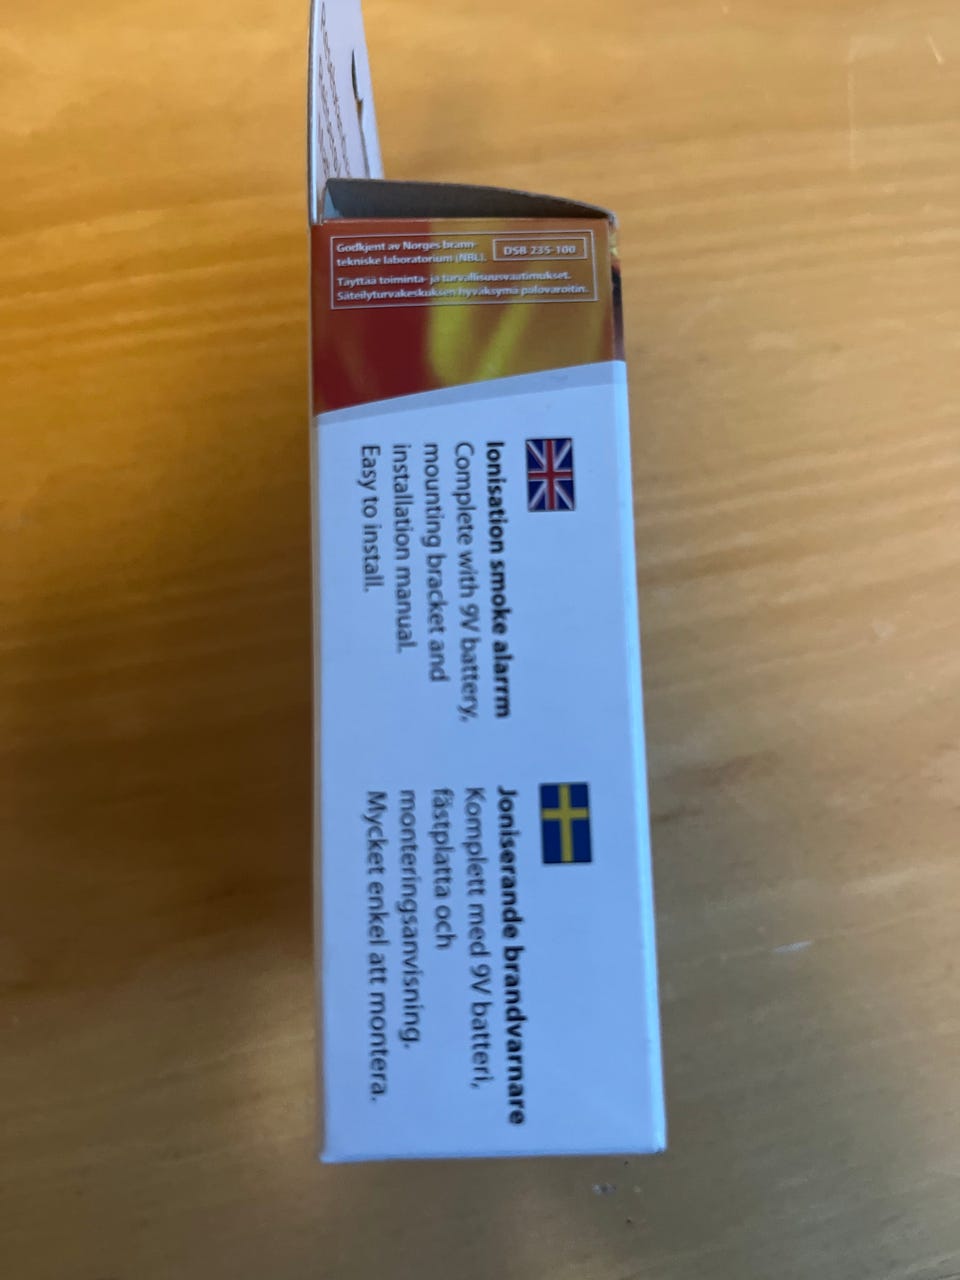 Godkjent av Norges brann-
tekniske laboratorium (NBL).
DSB 235-100
Täyttää toiminta- ja turvallisuusvaatimukset.
Säteilyturvakeskuksen hyväksymä palovaroitin.
Ionisation smoke alarrm
Complete with 9V battery,
mounting bracket and
installation manual.
Easy to install.
Joniserande brandvarnare
Komplett med 9V batteri,
fästplatta och
monteringsanvisning.
Mycket enkel att montera.